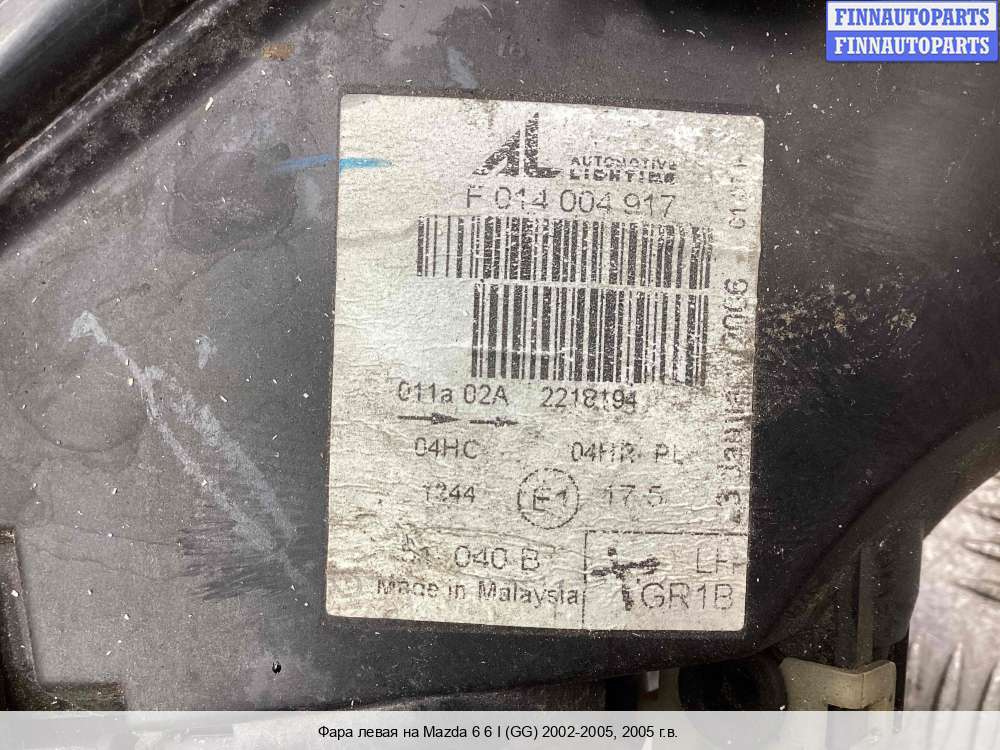 FINNAUTOPARTS
FINNAUTOPARTS
AL
AUTOMOTIVE
LIGHTING
F 014 004 917
011a 02A 2218194
04HC 04HR PL
1344 E1 17.5
040 B LH
Made in Malaysia GR1B
2006
Фара левая на Mazda 6 6 I (GG) 2002-2005, 2005 г.в.